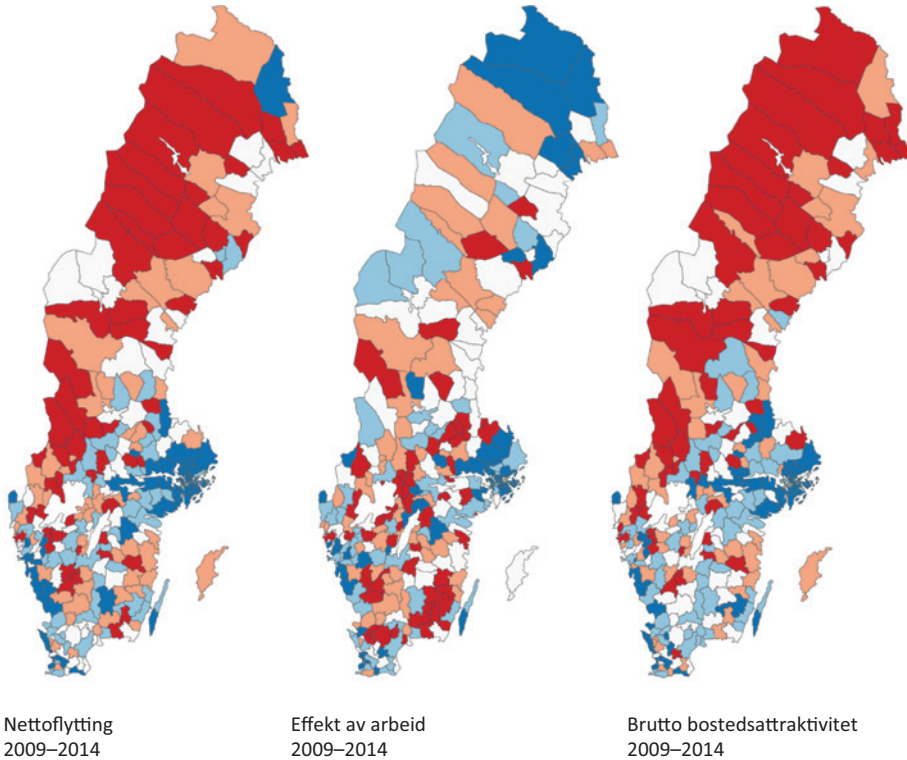 Nettoflytting
2009–2014
Effekt av arbeid
2009–2014
Brutto bostedsattraktivitet
2009–2014